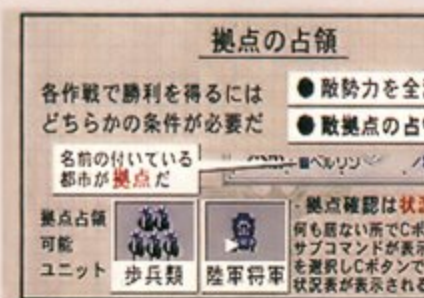 拠点の占領
各作戦で勝利を得るには
どちらかの条件が必要だ
●敵勢力を全
●敵拠点の占
名前の付いている
都市が拠点だ
ベルリン
拠点占領
可能
ユニット
歩兵類
陸軍将軍
拠点確認は状
何も居ない所でCボ
サブコマンドが表示
を選択しCボタンで
状況表が表示される